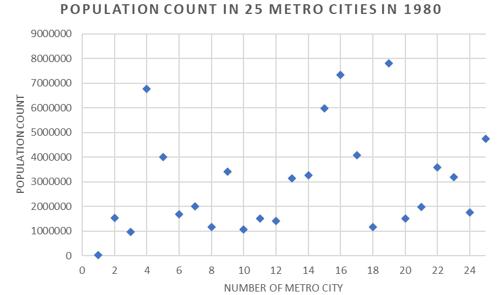 POPULATION COUNT IN 25 METRO CITIES IN 1980
9000000
8000000
7000000
6000000
5000000
4000000
3000000
2000000
1000000
0
POPULATION COUNT
0 2 4 6 8 10 12 14 16 18 20 22 24
NUMBER OF METRO CITY